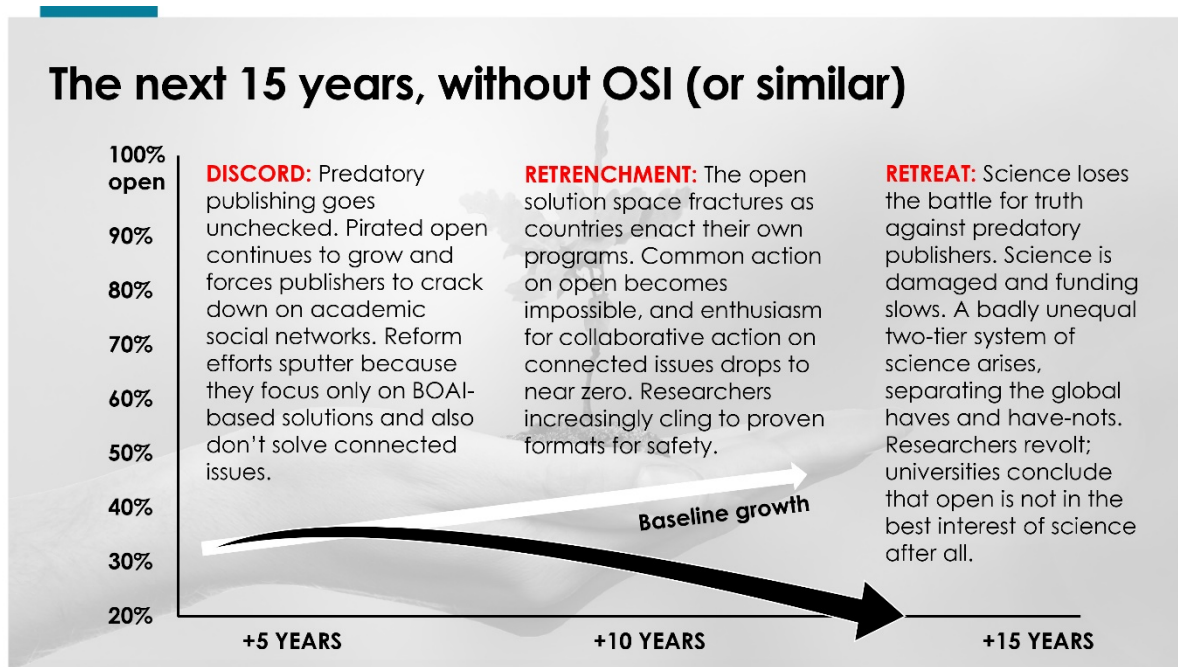 The next 15 years, without OSI (or similar)
100%
open
90%
80%
70%
60%
50%
40%
30%
20%
DISCORD: Predatory
publishing goes
unchecked. Pirated open
continues to grow and
forces publishers to crack
down on academic
social networks. Reform
efforts sputter because
they focus only on BOAI-
based solutions and also
don't solve connected
issues.
RETRENCHMENT: The open
solution space fractures as
countries enact their own
programs. Common action
on open becomes
impossible, and enthusiasm
for collaborative action on
connected issues drops to
near zero. Researchers
increasingly cling to proven
formats for safety.
RETREAT: Science loses
the battle for truth
against predatory
publishers. Science is
damaged and funding
slows. A badly unequal
two-tier system of
science arises,
separating the global
haves and have-nots.
Researchers revolt;
universities conclude
that open is not in the
best interest of science
after all.
Baseline growth
+5 YEARS
+10 YEARS
+15 YEARS